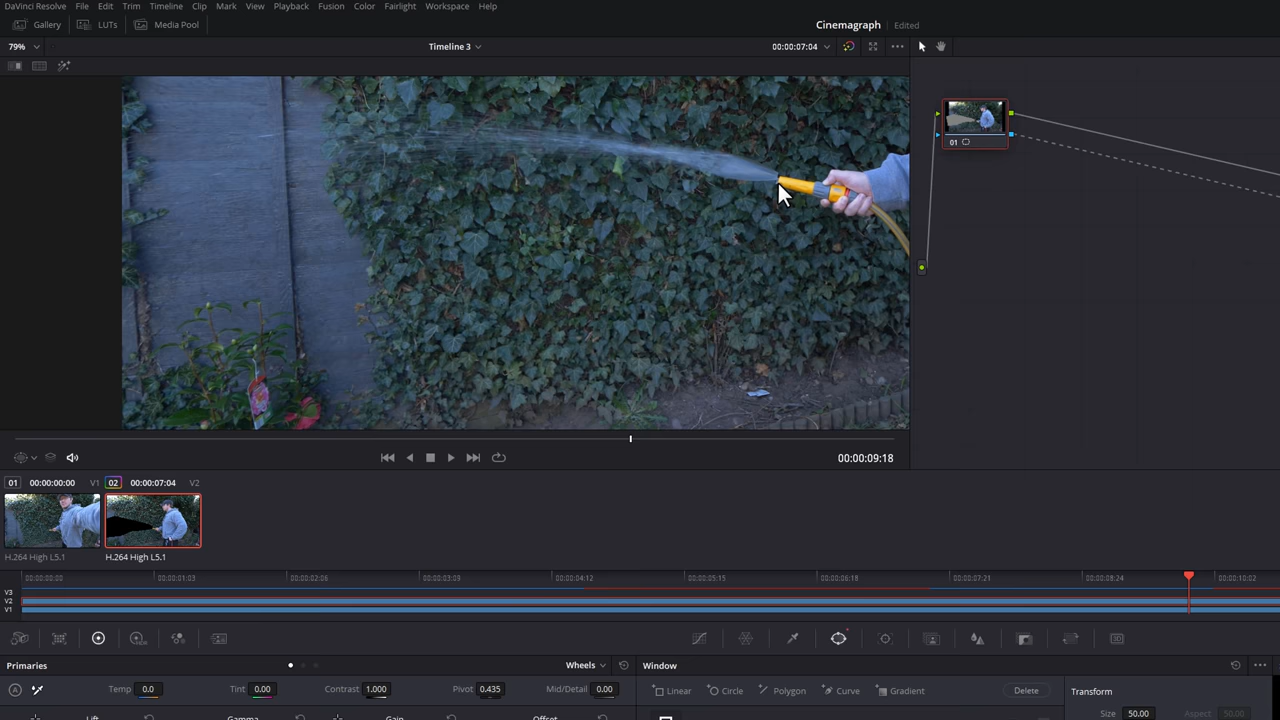 DaVinci Resolve File Edit Trim Timeline Clip Mark View Playback Fusion Color Fairlight Workspace Help
Gallery LUTs Media Pool Cinemagraph Edited
79% Timeline 3 00:00:07:04
01
00:00:09:18
01 00:00:00:00 V1 02 00:00:07:04 V2
H.264 High L5.1 H.264 High L5.1
00:00:00:00 00:00:01:03 00:00:02:06 00:00:03:09 00:00:04:12 00:00:05:15 00:00:06:18 00:00:07:21 00:00:08:24 00:00:10:02
V3
V2
V1
Primaries Wheels Window
A Temp 0.0 Tint 0.00 Contrast 1.000 Pivot 0.435 Mid/Detail 0.00 Linear Circle Polygon Curve Gradient Delete Transform
Lift Gamma Gain Offset Size 50.00 Aspect 50.00